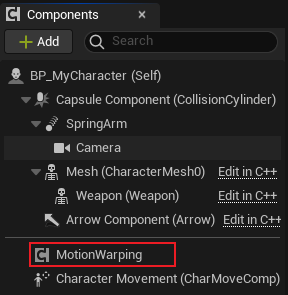 Components
Add
Search
BP_MyCharacter (Self)
Capsule Component (CollisionCylinder)
SpringArm
Camera
Mesh (CharacterMesh0) Edit in C++
Weapon (Weapon) Edit in C++
Arrow Component (Arrow) Edit in C++
MotionWarping
Character Movement (CharMoveComp)